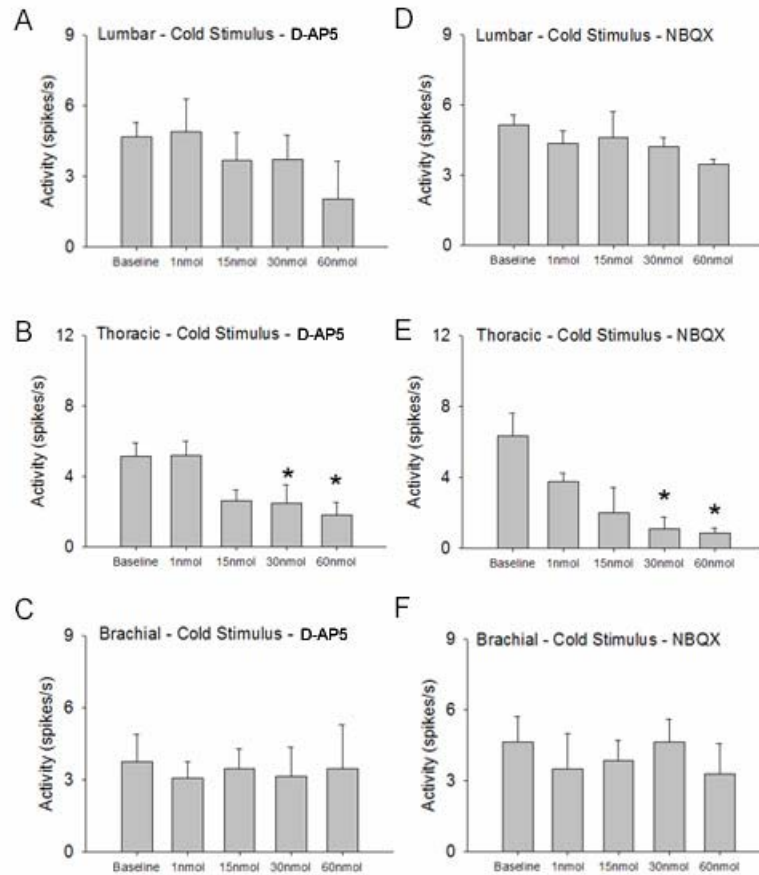 A
Lumbar - Cold Stimulus - D-AP5
Activity (spikes/s)
9
6
3
0
Baseline 1nmol 15nmol 30nmol 60nmol
D
Lumbar - Cold Stimulus - NBQX
Activity (spikes/s)
9
6
3
0
Baseline 1nmol 15nmol 30nmol 60nmol
B
Thoracic - Cold Stimulus - D-AP5
Activity (spikes/s)
12
8
4
0
* *
Baseline 1nmol 15nmol 30nmol 60nmol
E
Thoracic - Cold Stimulus - NBQX
Activity (spikes/s)
12
8
4
0
* *
Baseline 1nmol 15nmol 30nmol 60nmol
C
Brachial - Cold Stimulus - D-AP5
Activity (spikes/s)
9
6
3
0
Baseline 1nmol 15nmol 30nmol 60nmol
F
Brachial - Cold Stimulus - NBQX
Activity (spikes/s)
9
6
3
0
Baseline 1nmol 15nmol 30nmol 60nmol